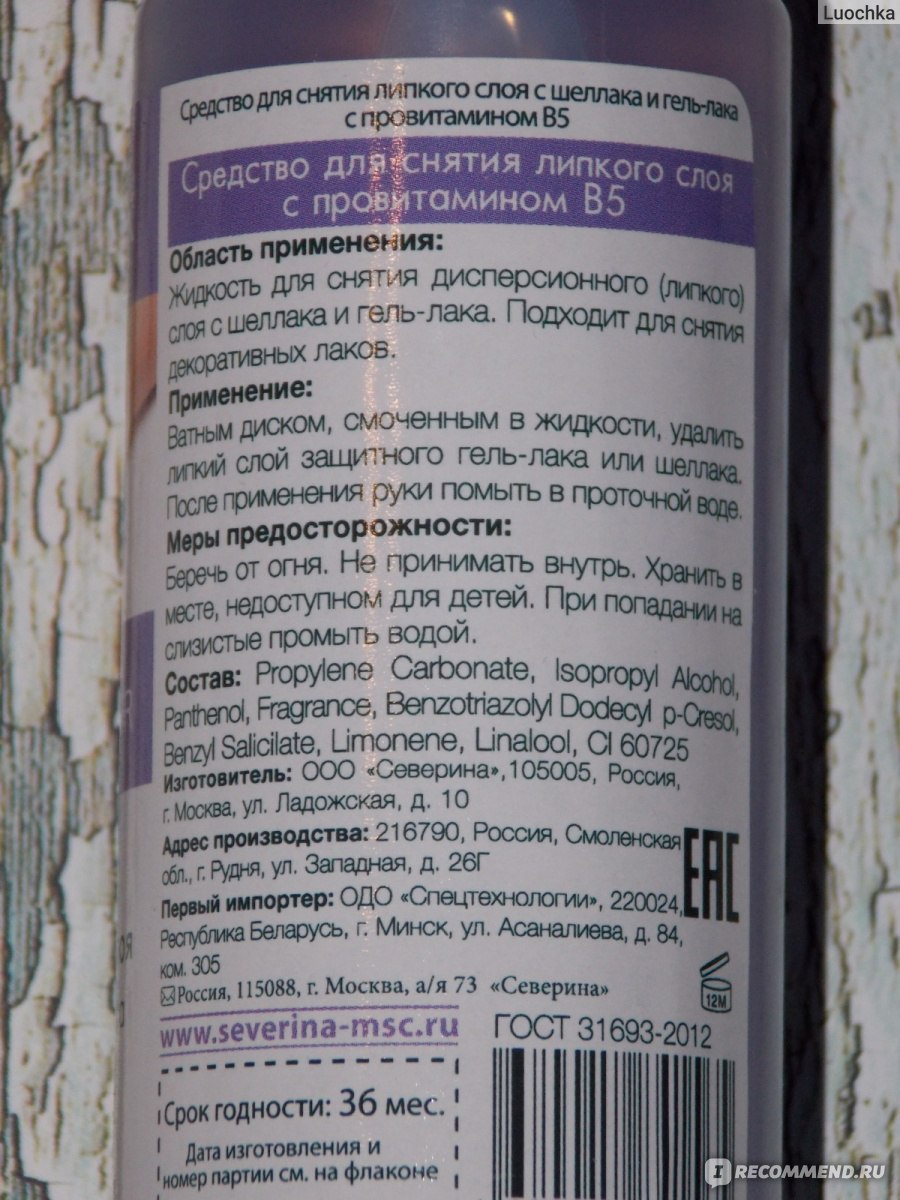 Luochka
Средство для снятия липкого слоя с шеллака и гель-лака
с провитамином В5
Средство для снятия липкого слоя
с провитамином В5
Область применения:
Жидкость для снятия дисперсионного (липкого)
слоя с шеллака и гель-лака. Подходит для снятия
декоративных лаков.
Применение:
Ватным диском, смоченным в жидкости, удалить
липкий слой защитного гель-лака или шеллака.
После применения руки помыть в проточной воде.
Меры предосторожности:
Беречь от огня. Не принимать внутрь. Хранить в
месте, недоступном для детей. При попадании на
слизистые промыть водой.
Состав: Propylene Carbonate, Isopropyl Alcohol,
Panthenol, Fragrance, Benzotriazolyl Dodecyl p-Cresol,
Benzyl Salicilate, Limonene, Linalool, CI 60725
Изготовитель: ООО «Северина»,105005, Россия,
г. Москва, ул. Ладожская, д. 10
Адрес производства: 216790, Россия, Смоленская
обл., г. Рудня, ул. Западная, д. 26Г
EAC
Первый импортер: ОДО «Спецтехнологии», 220024,
Республика Беларусь, г. Минск, ул. Асаналиева, д. 84,
ком. 305
Россия, 115088, г. Москва, а/я 73 «Северина»
12M
www.severina-msc.ru
ГОСТ 31693-2012
Срок годности: 36 мес.
Дата изготовления и
номер партии см. на флаконе
IRECOMMEND.RU